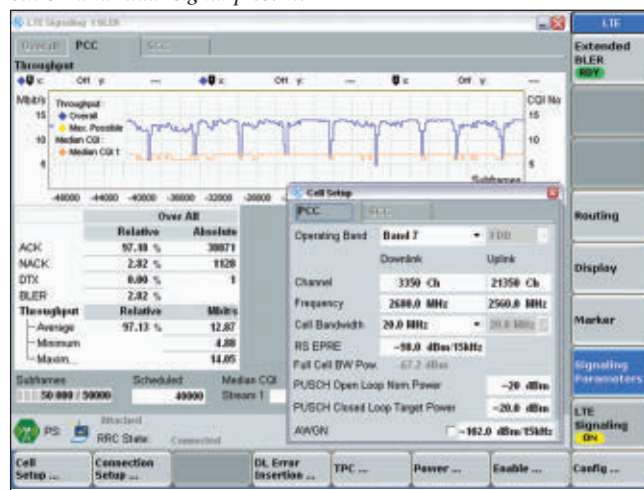 LTE Signaling 1 BLER
LTE
Overall PCC SCC
Extended
BLER
RDY
Throughput
x: Off y: --- x: Off y: --- x: Off y: ---
Mbit/s CQI No
Throughput:
Overall
Max. Possible
Median CQI:
Median CQI 1
15 15
10 10
5 5
Subframes
-48000 -44000 -40000 -36000 -32000 -28000
Cell Setup
PCC SCC
Operating Band Band 7 FDD
Downlink Uplink
Channel 3350 Ch 21350 Ch
Frequency 2680.0 MHz 2560.0 MHz
Cell Bandwidth 20.0 MHz 20.0 MHz
RS EPRE -98.0 dBm/15kHz
Full Cell BW Pow. -67.2 dBm
PUSCH Open Loop Nom.Power -20 dBm
PUSCH Closed Loop Target Power -20.0 dBm
AWGN -102.0 dBm/15kHz
Over All
Relative Absolute
ACK 97.18 % 38871
NACK 2.82 % 1128
DTX 0.00 % 1
BLER 2.82 %
Throughput Relative Mbit/s
Average 97.13 % 12.87
Minimum 4.88
Maxim... 14.05
Subframes Scheduled Median CQI
50 000 / 50000 40000 Stream 1
PS: Attached
RRC State: Connected
Routing
Display
Marker
Signaling
Parameters
LTE
Signaling
ON
Cell
Setup ...
Connection
Setup ...
DL Error
Insertion ...
TPC ...
Power ...
Enable ...
Config ...